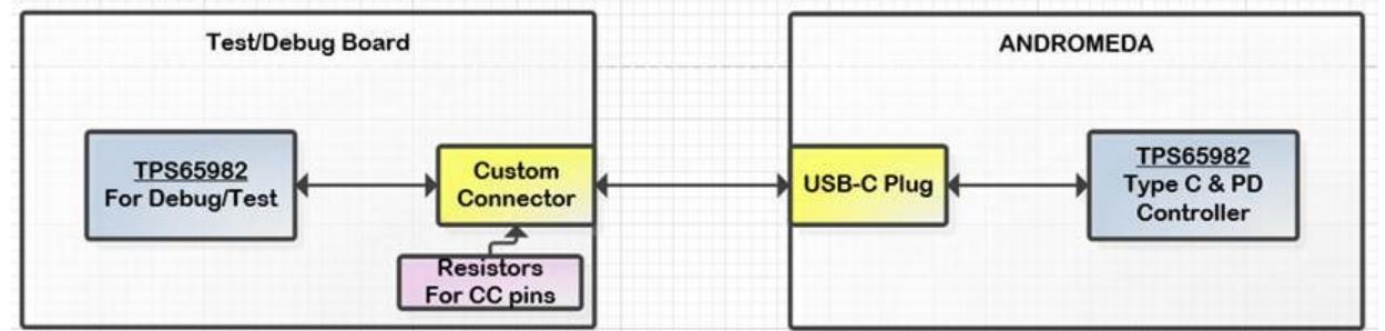 Test/Debug Board
TPS65982
For Debug/Test
Custom
Connector
Resistors
For CC pins
ANDROMEDA
USB-C Plug
TPS65982
Type C & PD
Controller